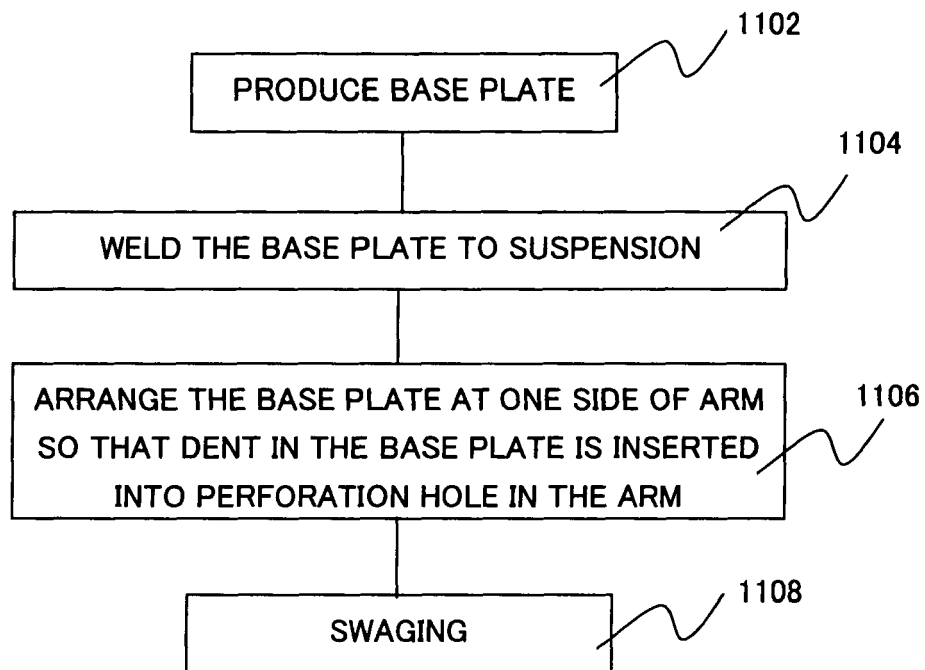 1102
PRODUCE BASE PLATE
1104
WELD THE BASE PLATE TO SUSPENSION
ARRANGE THE BASE PLATE AT ONE SIDE OF ARM
SO THAT DENT IN THE BASE PLATE IS INSERTED
INTO PERFORATION HOLE IN THE ARM
1106
1108
SWAGING